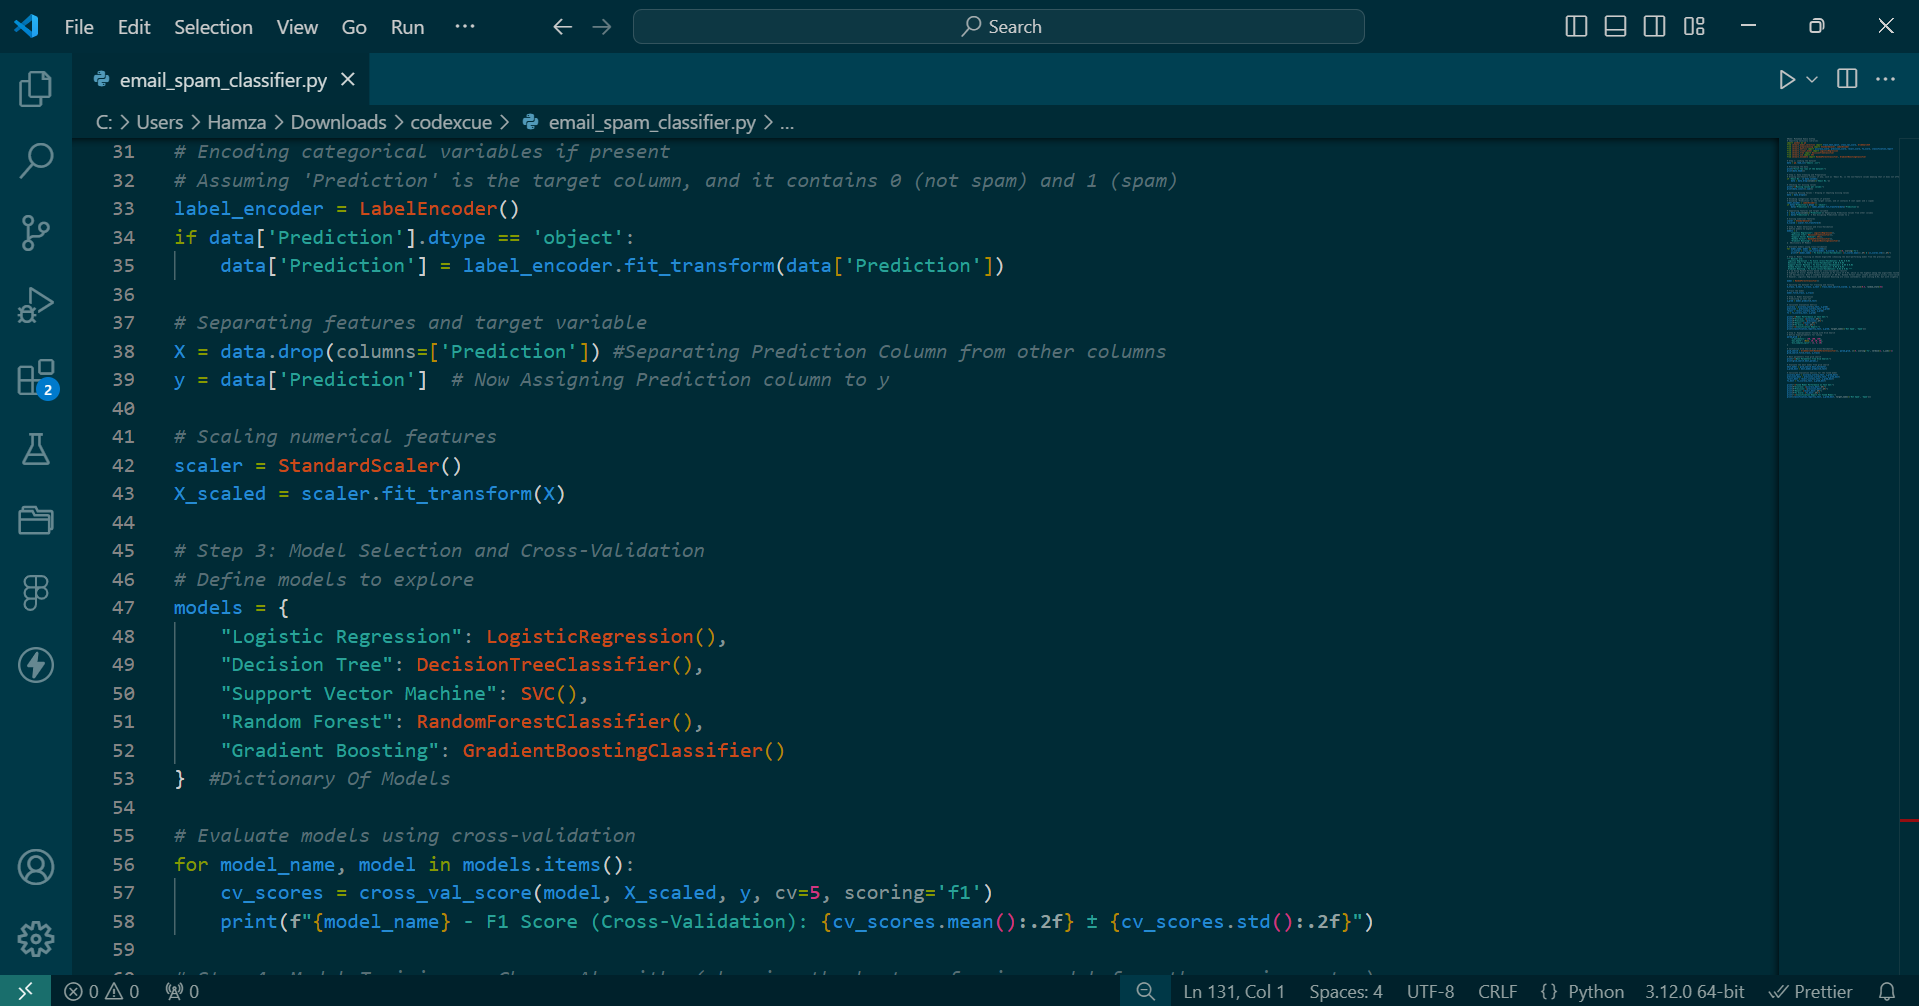 File Edit Selection View Go Run ··· Search
email_spam_classifier.py
C: > Users > Hamza > Downloads > codexcue > email_spam_classifier.py > ...
31 # Encoding categorical variables if present
32 # Assuming 'Prediction' is the target column, and it contains 0 (not spam) and 1 (spam)
33 label_encoder = LabelEncoder()
34 if data['Prediction'].dtype == 'object':
35     data['Prediction'] = label_encoder.fit_transform(data['Prediction'])
36
37 # Separating features and target variable
38 X = data.drop(columns=['Prediction']) #Separating Prediction Column from other columns
39 y = data['Prediction']  # Now Assigning Prediction column to y
40
41 # Scaling numerical features
42 scaler = StandardScaler()
43 X_scaled = scaler.fit_transform(X)
44
45 # Step 3: Model Selection and Cross-Validation
46 # Define models to explore
47 models = {
48     "Logistic Regression": LogisticRegression(),
49     "Decision Tree": DecisionTreeClassifier(),
50     "Support Vector Machine": SVC(),
51     "Random Forest": RandomForestClassifier(),
52     "Gradient Boosting": GradientBoostingClassifier()
53 }  #Dictionary Of Models
54
55 # Evaluate models using cross-validation
56 for model_name, model in models.items():
57     cv_scores = cross_val_score(model, X_scaled, y, cv=5, scoring='f1')
58     print(f"{model_name} - F1 Score (Cross-Validation): {cv_scores.mean():.2f} ± {cv_scores.std():.2f}")
59
2
0 0 0 Ln 131, Col 1 Spaces: 4 UTF-8 CRLF {} Python 3.12.0 64-bit Prettier